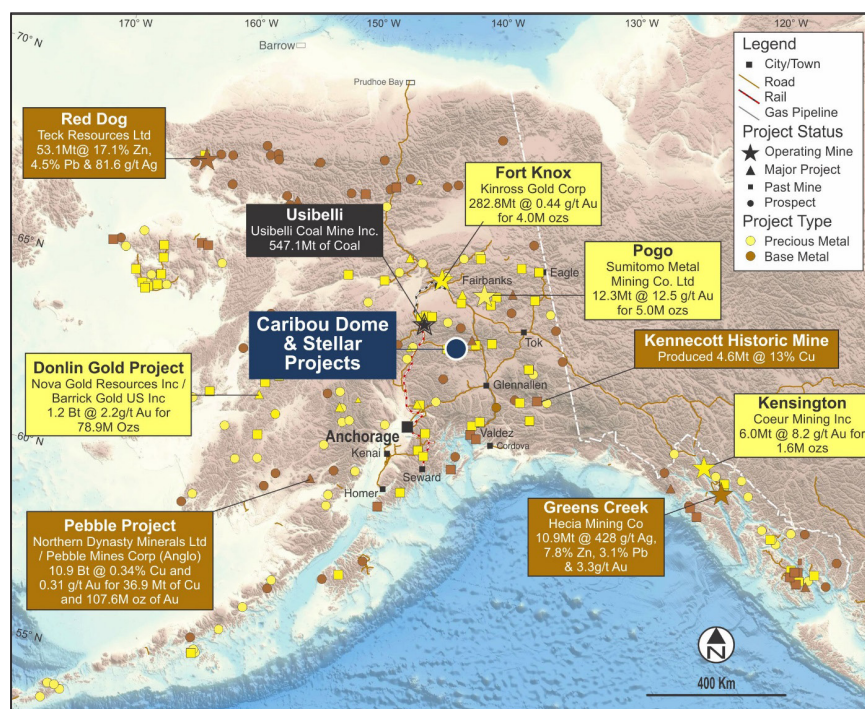 70° N
160° W
150° W
140° N
130° W
120° W
Barrow
Prudhoe Bay
Legend
City/Town
Road
Rail
Gas Pipeline
Project Status
Operating Mine
Major Project
Past Mine
Prospect
Project Type
Precious Metal
Base Metal
Red Dog
Teck Resources Ltd
53.1Mt@ 17.1% Zn,
4.5% Pb & 81.6 g/t Ag
Fort Knox
Kinross Gold Corp
282.8Mt @ 0.44 g/t Au
for 4.0M ozs
Usibelli
Usibelli Coal Mine Inc.
547.1Mt of Coal
65° N
Pogo
Sumitomo Metal
Mining Co. Ltd
12.3Mt @ 12.5 g/t Au
for 5.0M ozs
Fairbanks
Eagle
Caribou Dome
& Stellar
Projects
Tok
Kennecott Historic Mine
Produced 4.6Mt @ 13% Cu
Donlin Gold Project
Nova Gold Resources Inc /
Barrick Gold US Inc
1.2 Bt @ 2.2g/t Au for
78.9M Ozs
Glennallen
Kensington
Coeur Mining Inc
6.0Mt @ 8.2 g/t Au for
1.6M ozs
60° N
Anchorage
Valdez
Kenai
Cordova
Seward
Homer
Pebble Project
Northern Dynasty Minerals Ltd
/ Pebble Mines Corp (Anglo)
10.9 Bt @ 0.34% Cu and
0.31 g/t Au for 36.9 Mt of Cu
and 107.6M oz of Au
Greens Creek
Hecla Mining Co
10.9Mt @ 428 g/t Ag,
7.8% Zn, 3.1% Pb
& 3.3g/t Au
55° N
N
400 Km